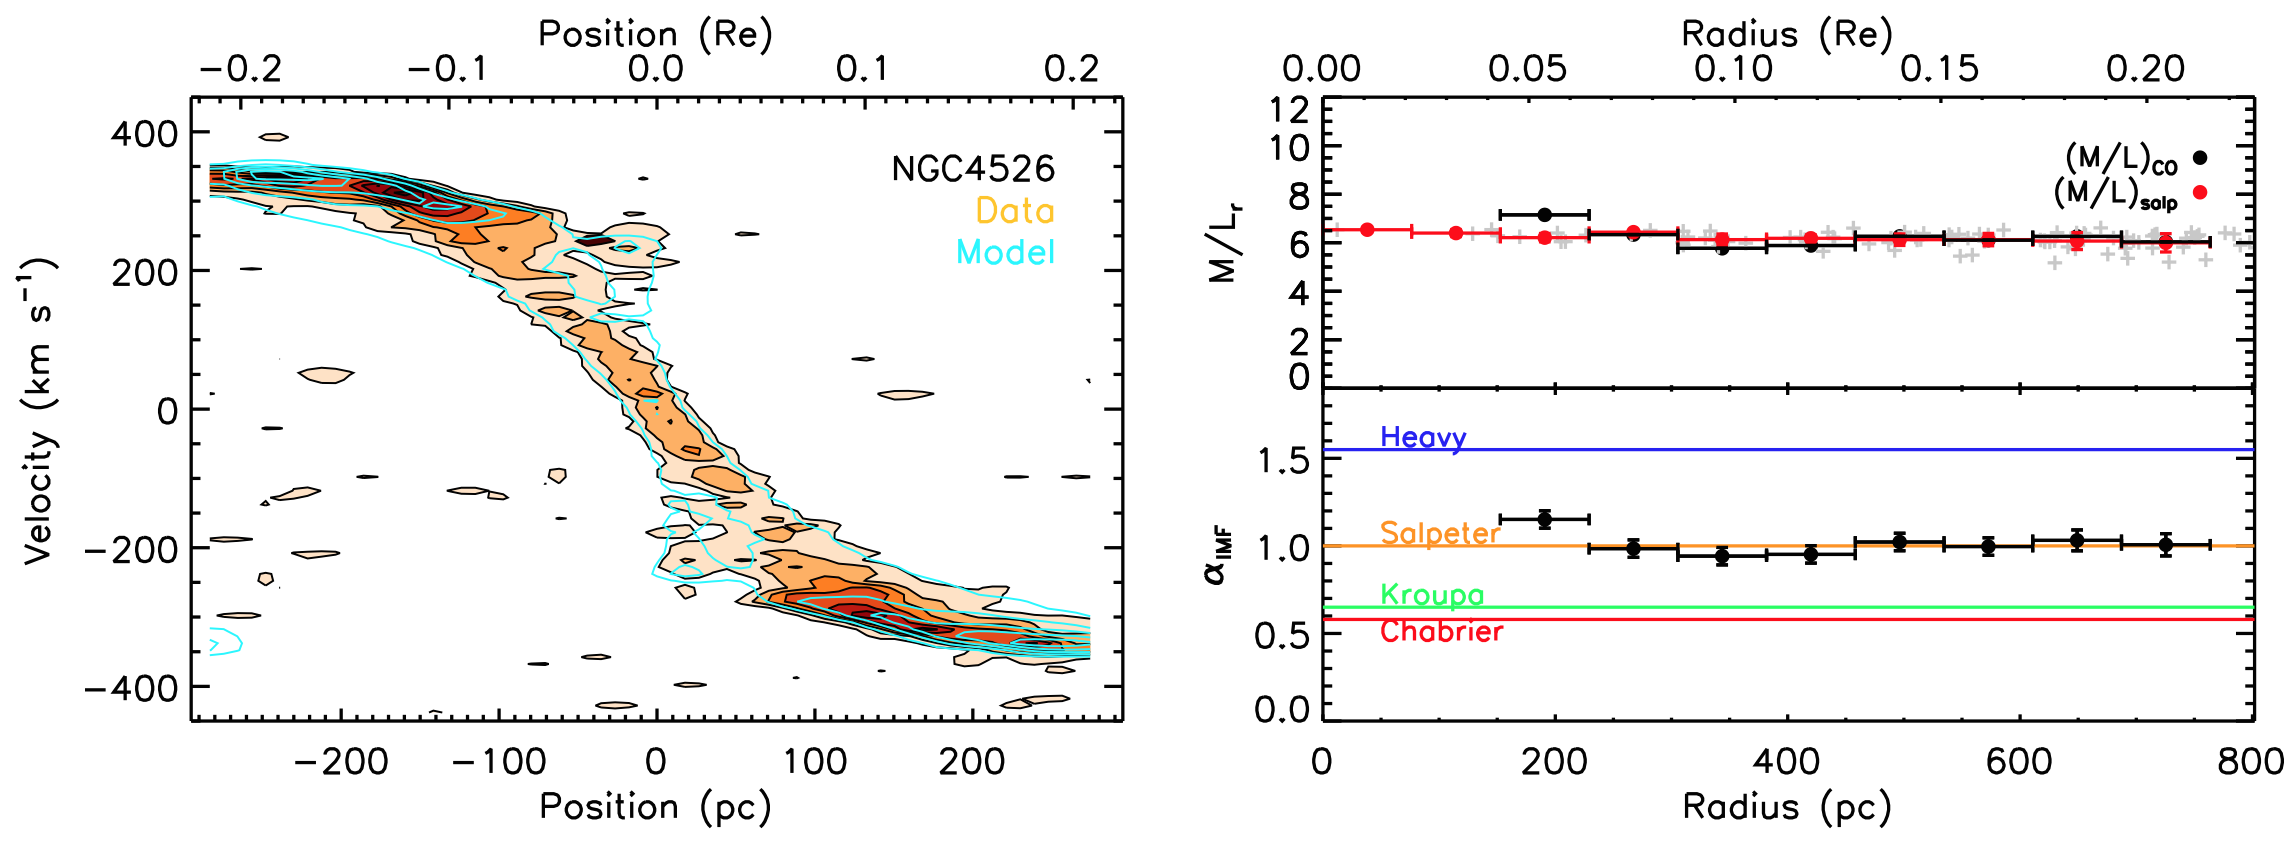 Position (Re)
−0.2 −0.1 0.0 0.1 0.2
400
200
0
−200
−400
Velocity (km s⁻¹)
NGC4526
Data
Model
−200 −100 0 100 200
Position (pc)
Radius (Re)
0.00 0.05 0.10 0.15 0.20
12
10
8
6
4
2
0
M/Lr
(M/L)CO
(M/L)salp
1.5
1.0
0.5
0.0
αIMF
Heavy
Salpeter
Kroupa
Chabrier
0 200 400 600 800
Radius (pc)